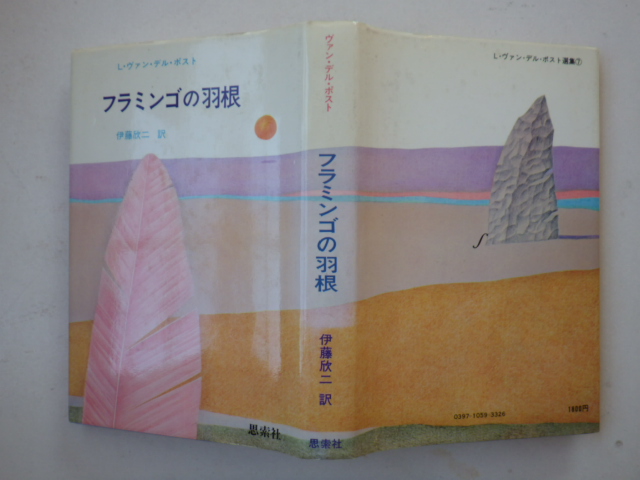 L・ヴァン・デル・ポスト
フラミンゴの羽根
伊藤欣二 訳
思索社
ヴァン・デル・ポスト
フラミンゴの羽根
伊藤欣二 訳
思索社
L・ヴァン・デル・ポスト選集⑦
0397-1059-3329
1800円